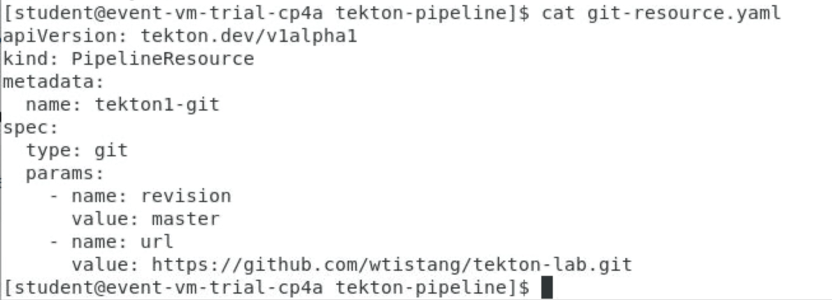 [student@event-vm-trial-cp4a tekton-pipeline]$ cat git-resource.yaml
apiVersion: tekton.dev/v1alpha1
kind: PipelineResource
metadata:
  name: tekton1-git
spec:
  type: git
  params:
    - name: revision
      value: master
    - name: url
      value: https://github.com/wtistang/tekton-lab.git
[student@event-vm-trial-cp4a tekton-pipeline]$